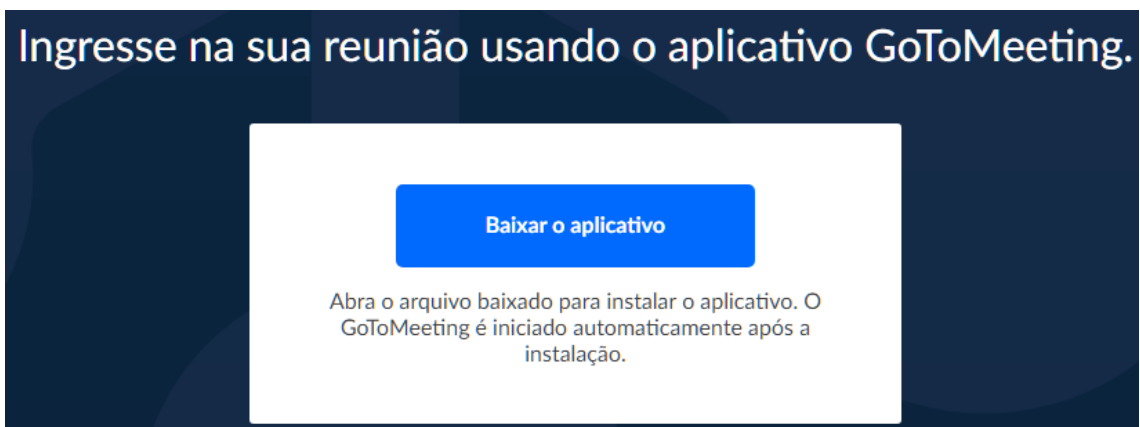 Ingresse na sua reunião usando o aplicativo GoToMeeting.
Baixar o aplicativo
Abra o arquivo baixado para instalar o aplicativo. O
GoToMeeting é iniciado automaticamente após a
instalação.